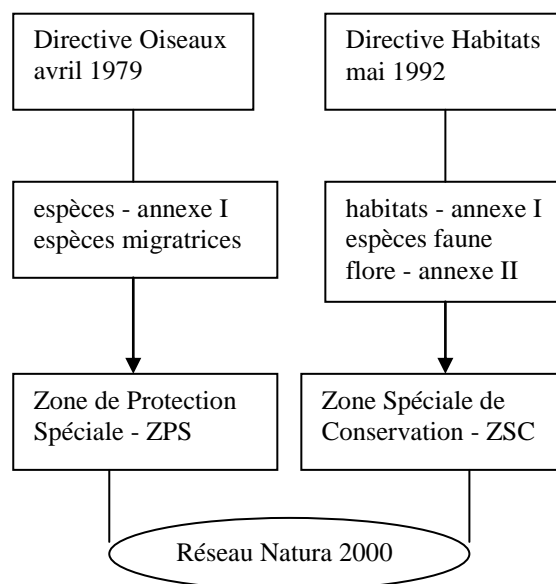 Directive Oiseaux
avril 1979
Directive Habitats
mai 1992
espèces - annexe I
espèces migratrices
habitats - annexe I
espèces faune
flore - annexe II
Zone de Protection
Spéciale - ZPS
Zone Spéciale de
Conservation - ZSC
Réseau Natura 2000